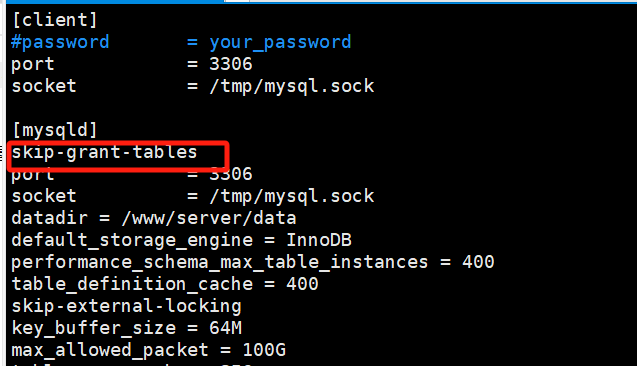 [client]
#password        = your_password
port            = 3306
socket          = /tmp/mysql.sock

[mysqld]
skip-grant-tables
port            = 3306
socket          = /tmp/mysql.sock
datadir = /www/server/data
default_storage_engine = InnoDB
performance_schema_max_table_instances = 400
table_definition_cache = 400
skip-external-locking
key_buffer_size = 64M
max_allowed_packet = 100G